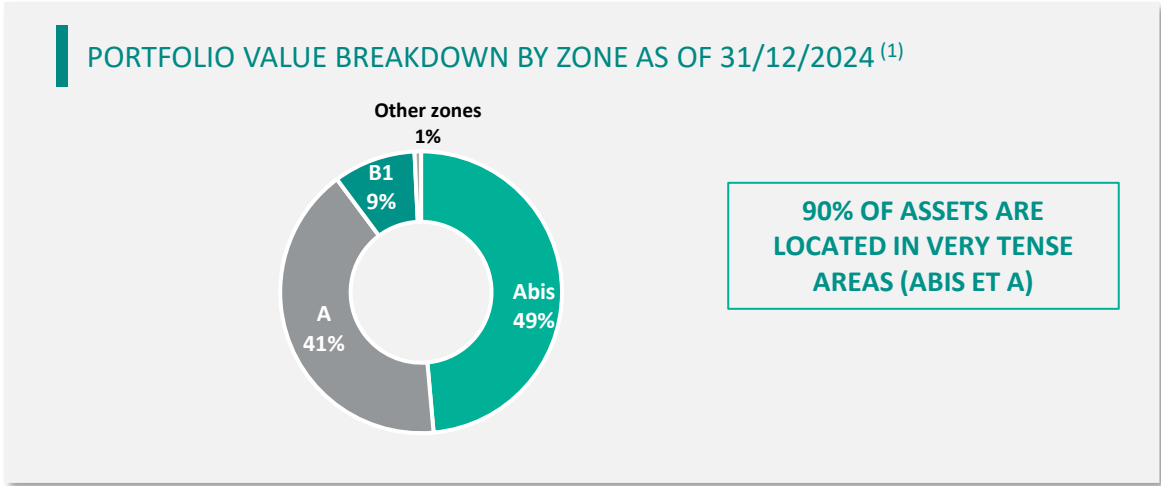 PORTFOLIO VALUE BREAKDOWN BY ZONE AS OF 31/12/2024 (1)
Other zones
1%
B1
9%
Abis
49%
A
41%
90% OF ASSETS ARE
LOCATED IN VERY TENSE
AREAS (ABIS ET A)